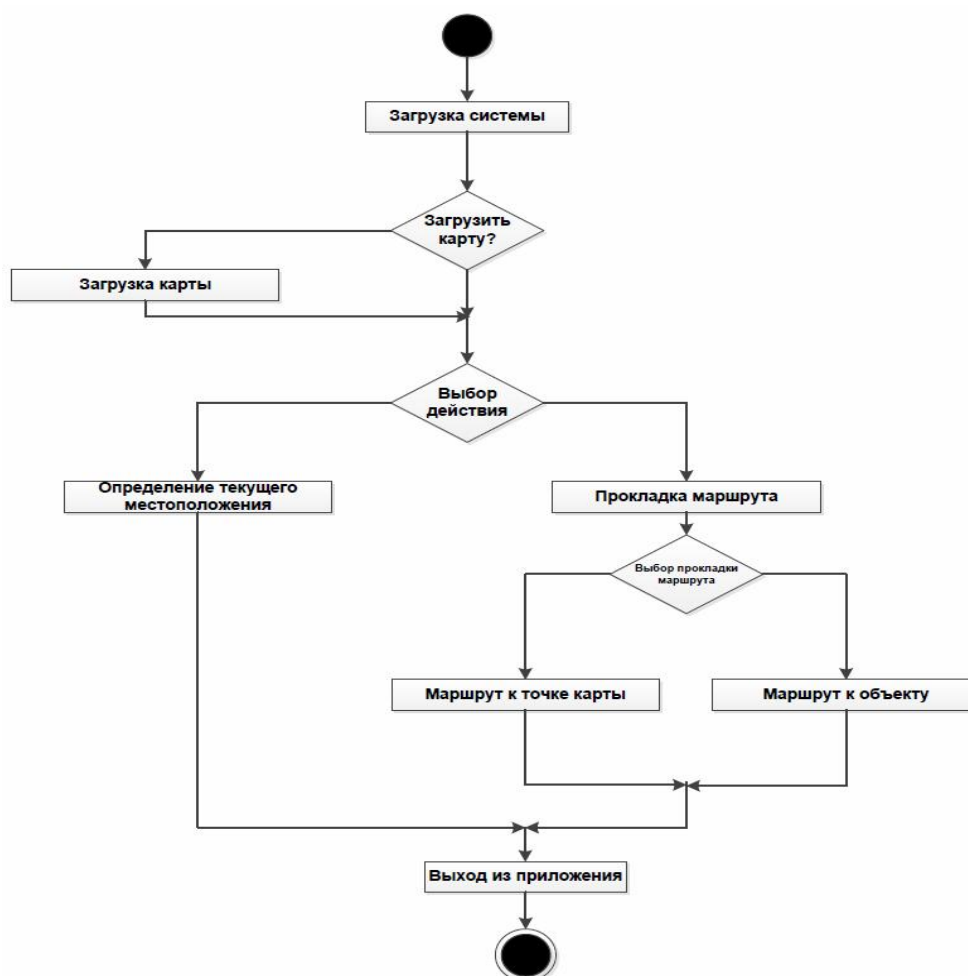 Загрузка системы
Загрузить
карту?
Загрузка карты
Выбор
действия
Определение текущего
местоположения
Прокладка маршрута
Выбор прокладки
маршрута
Маршрут к точке карты
Маршрут к объекту
Выход из приложения